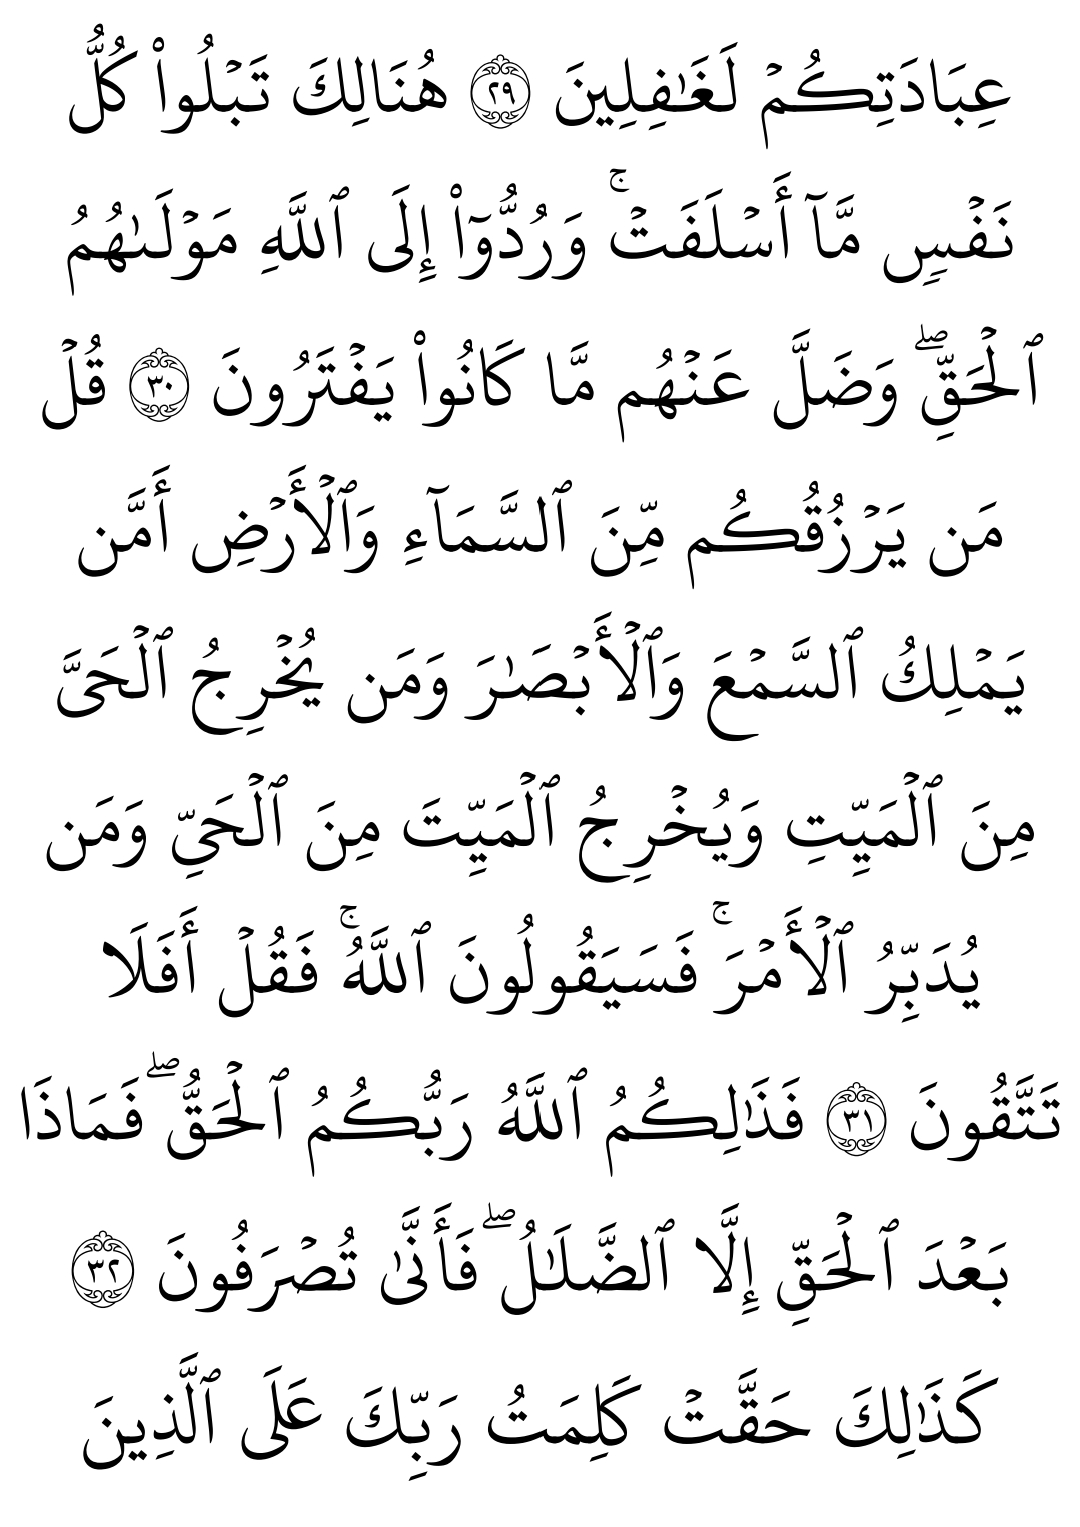 عِبَادَتِكُمۡ لَغَٰفِلِينَ ٢٩ هُنَالِكَ تَبۡلُواْ كُلُّ
نَفۡسٖ مَّآ أَسۡلَفَتۡۚ وَرُدُّوٓاْ إِلَى ٱللَّهِ مَوۡلَىٰهُمُ
ٱلۡحَقِّۖ وَضَلَّ عَنۡهُم مَّا كَانُواْ يَفۡتَرُونَ ٣٠ قُلۡ
مَن يَرۡزُقُكُم مِّنَ ٱلسَّمَآءِ وَٱلۡأَرۡضِ أَمَّن
يَمۡلِكُ ٱلسَّمۡعَ وَٱلۡأَبۡصَٰرَ وَمَن يُخۡرِجُ ٱلۡحَيَّ
مِنَ ٱلۡمَيِّتِ وَيُخۡرِجُ ٱلۡمَيِّتَ مِنَ ٱلۡحَيِّ وَمَن
يُدَبِّرُ ٱلۡأَمۡرَۚ فَسَيَقُولُونَ ٱللَّهُۚ فَقُلۡ أَفَلَا
تَتَّقُونَ ٣١ فَذَٰلِكُمُ ٱللَّهُ رَبُّكُمُ ٱلۡحَقُّۖ فَمَاذَا
بَعۡدَ ٱلۡحَقِّ إِلَّا ٱلضَّلَٰلُۖ فَأَنَّىٰ تُصۡرَفُونَ ٣٢
كَذَٰلِكَ حَقَّتۡ كَلِمَتُ رَبِّكَ عَلَى ٱلَّذِينَ